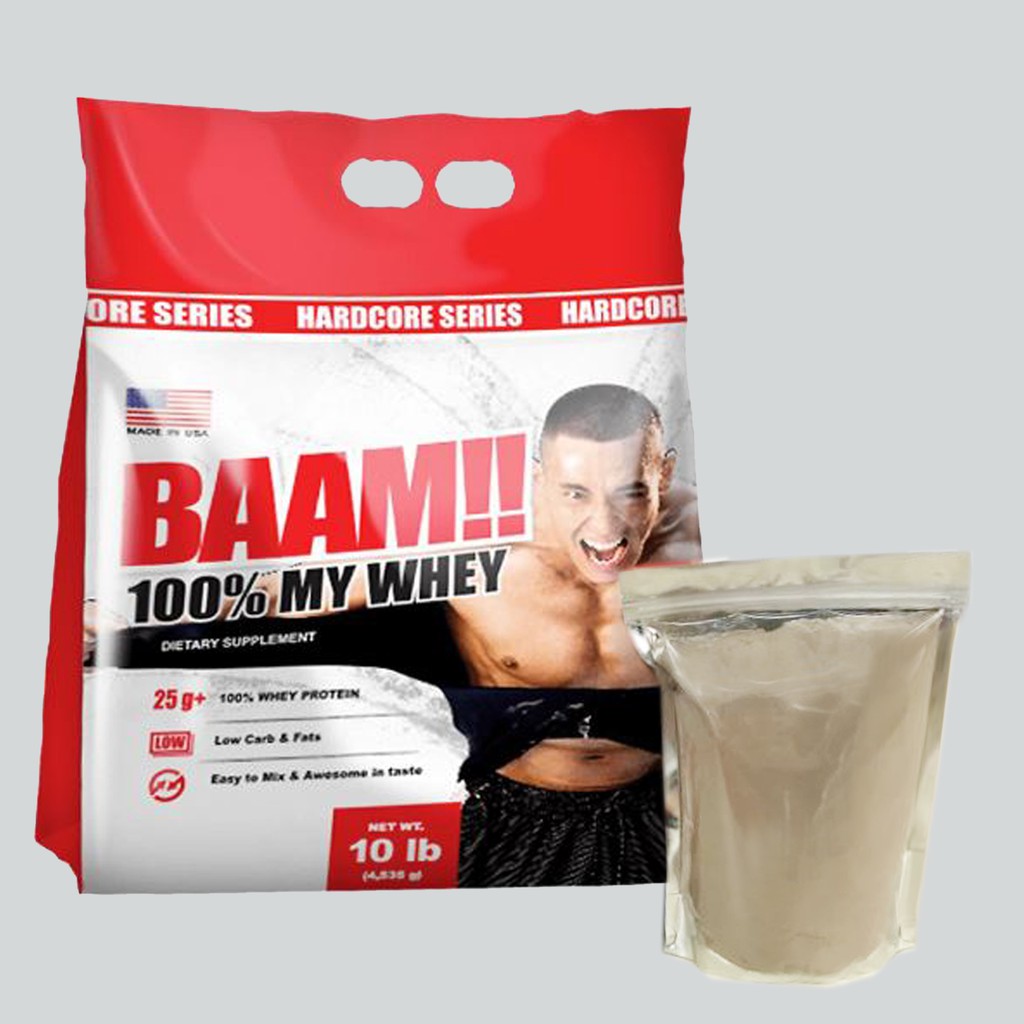 ORE SERIES HARDCORE SERIES HARDCORE
MADE IN USA
BAAM!!
100% MY WHEY
DIETARY SUPPLEMENT
25 g+ 100% WHEY PROTEIN
LOW Low Carb & Fats
Easy to Mix & Awesome in taste
NET WT.
10 lb
(4,535 g)